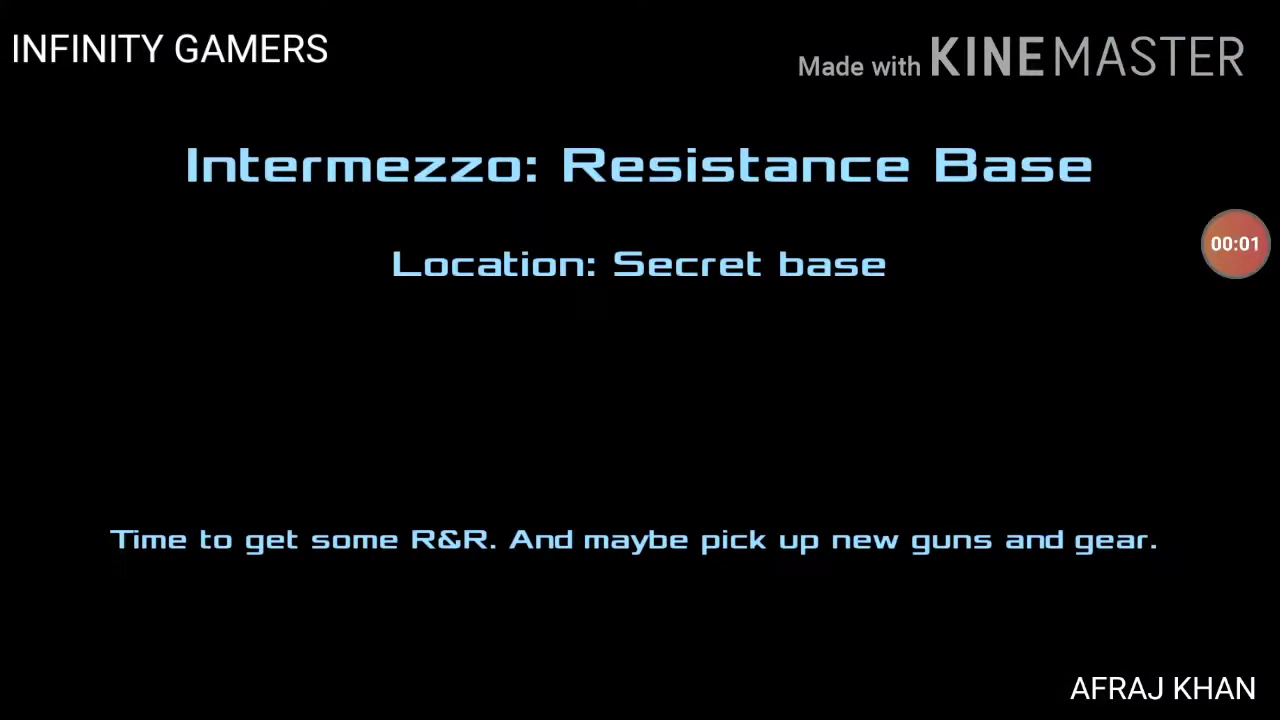 INFINITY GAMERS
Made with KINEMASTER
Intermezzo: Resistance Base
00:01
Location: Secret base
Time to get some R&R. And maybe pick up new guns and gear.
AFRAJ KHAN